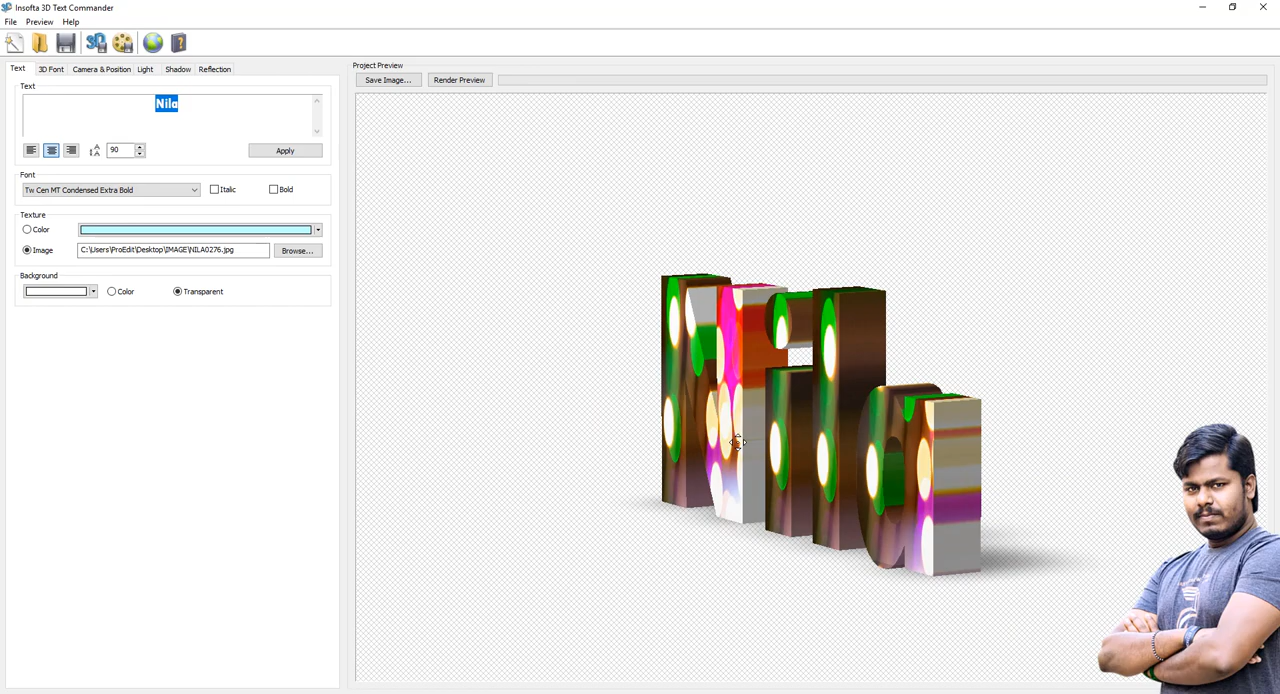 Insofta 3D Text Commander
File Preview Help
Text 3D Font Camera & Position Light Shadow Reflection
Text
Nila
90
Apply
Font
Tw Cen MT Condensed Extra Bold
Italic
Bold
Texture
Color
Image
C:\Users\ProEdit\Desktop\IMAGE\NILA0276.jpg
Browse...
Background
Color
Transparent
Project Preview
Save Image...
Render Preview
Nila